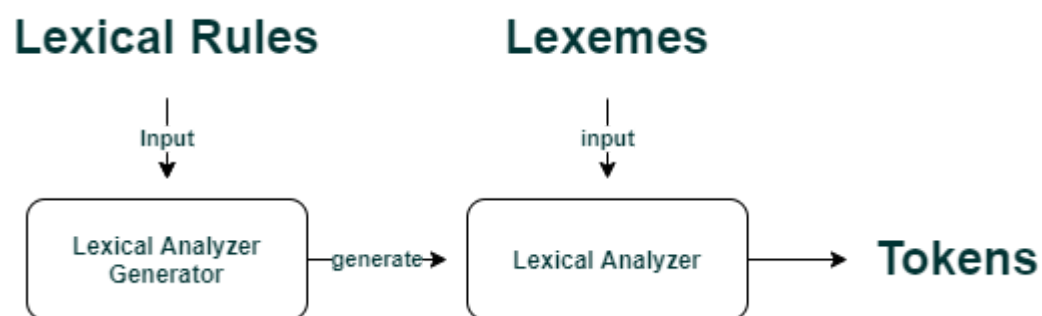 Lexical Rules
Lexemes
Input
input
Lexical Analyzer
Generator
generate
Lexical Analyzer
Tokens